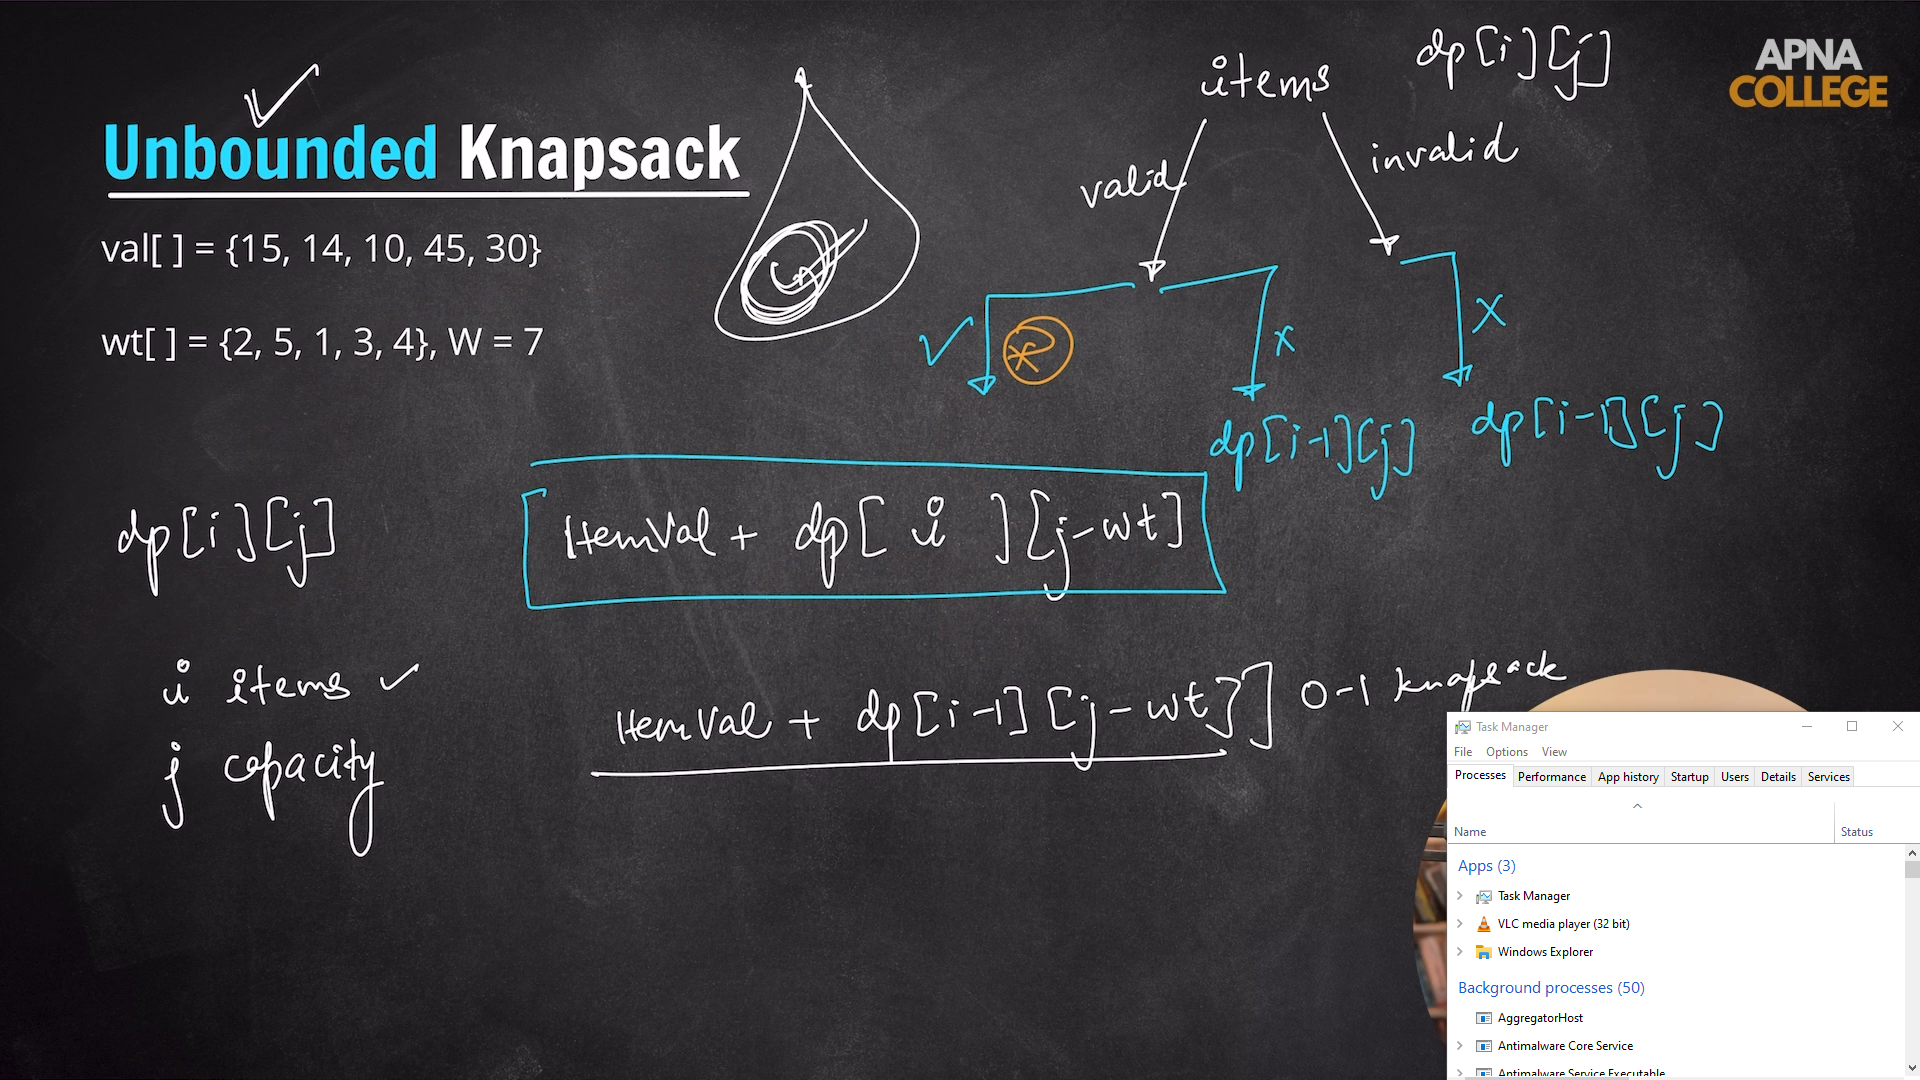 dp[i][j]
items
APNA
COLLEGE
Unbounded Knapsack
valid
invalid
val[ ] = {15, 14, 10, 45, 30}
wt[ ] = {2, 5, 1, 3, 4}, W = 7
x
x
dp[i-1][j]
dp[i-1][j]
dp[i][j]
itemVal + dp[ i ][j-wt]
i items
itemVal + dp[i-1][j-wt]
0-1 knapsack
j capacity
Task Manager
File Options View
Processes Performance App history Startup Users Details Services
Name Status
Apps (3)
Task Manager
VLC media player (32 bit)
Windows Explorer
Background processes (50)
AggregatorHost
Antimalware Core Service
Antimalware Service Executable